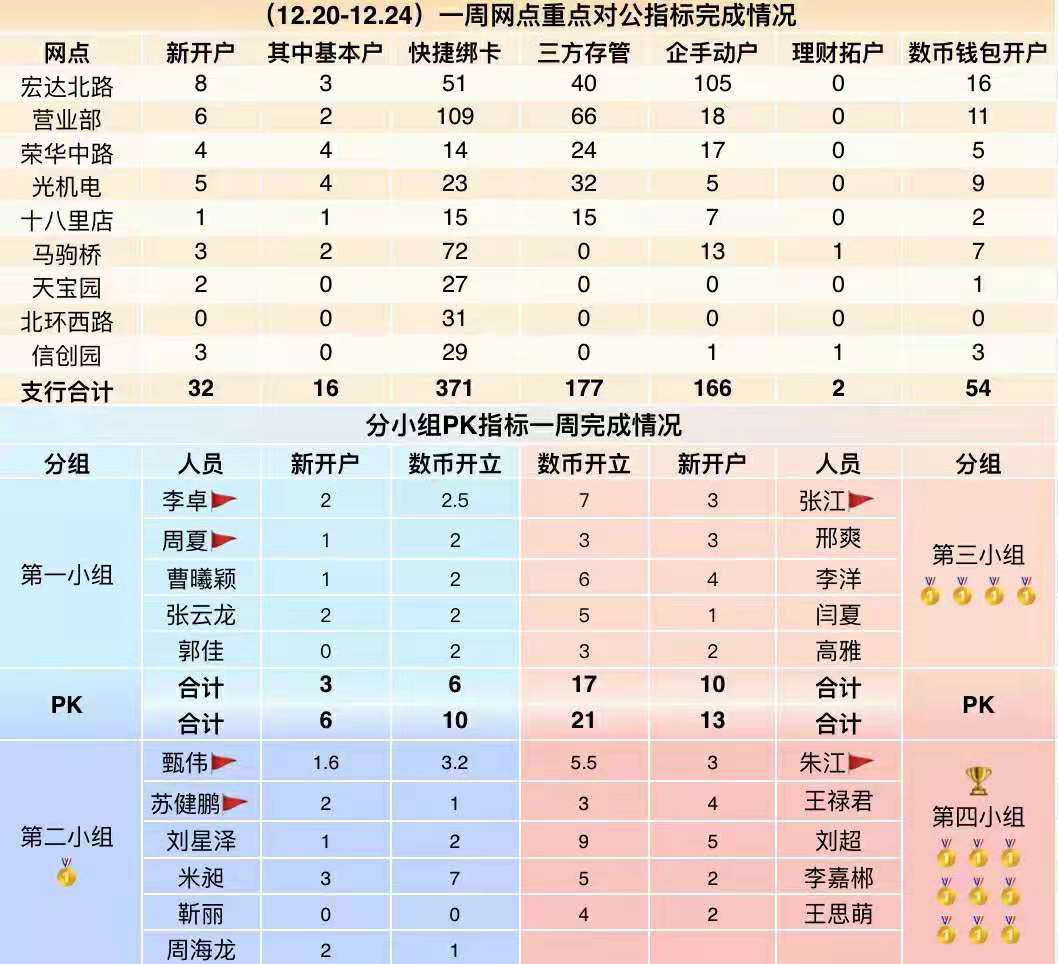 （12.20-12.24）一周网点重点对公指标完成情况
网点 新开户 其中基本户 快捷绑卡 三方存管 企手动户 理财拓户 数币钱包开户
宏达北路 8 3 51 40 105 0 16
营业部 6 2 109 66 18 0 11
荣华中路 4 4 14 24 17 0 5
光机电 5 4 23 32 5 0 9
十八里店 1 1 15 15 7 0 2
马驹桥 3 2 72 0 13 1 7
天宝园 2 0 27 0 0 0 1
北环西路 0 0 31 0 0 0 0
信创园 3 0 29 0 1 1 3
支行合计 32 16 371 177 166 2 54
分小组PK指标一周完成情况
分组 人员 新开户 数币开立 数币开立 新开户 人员 分组
李卓 2 2.5 7 3 张江
周夏 1 2 3 3 邢爽
第一小组 曹曦颖 1 2 6 4 李洋 第三小组
张云龙 2 2 5 1 闫夏
郭佳 0 2 3 2 高雅
合计 3 6 17 10 合计
PK PK
合计 6 10 21 13 合计
甄伟 1.6 3.2 5.5 3 朱江
苏健鹏 2 1 3 4 王禄君
第二小组 刘星泽 1 2 9 5 刘超 第四小组
米昶 3 7 5 2 李嘉郴
靳丽 0 0 4 2 王思萌
周海龙 2 1